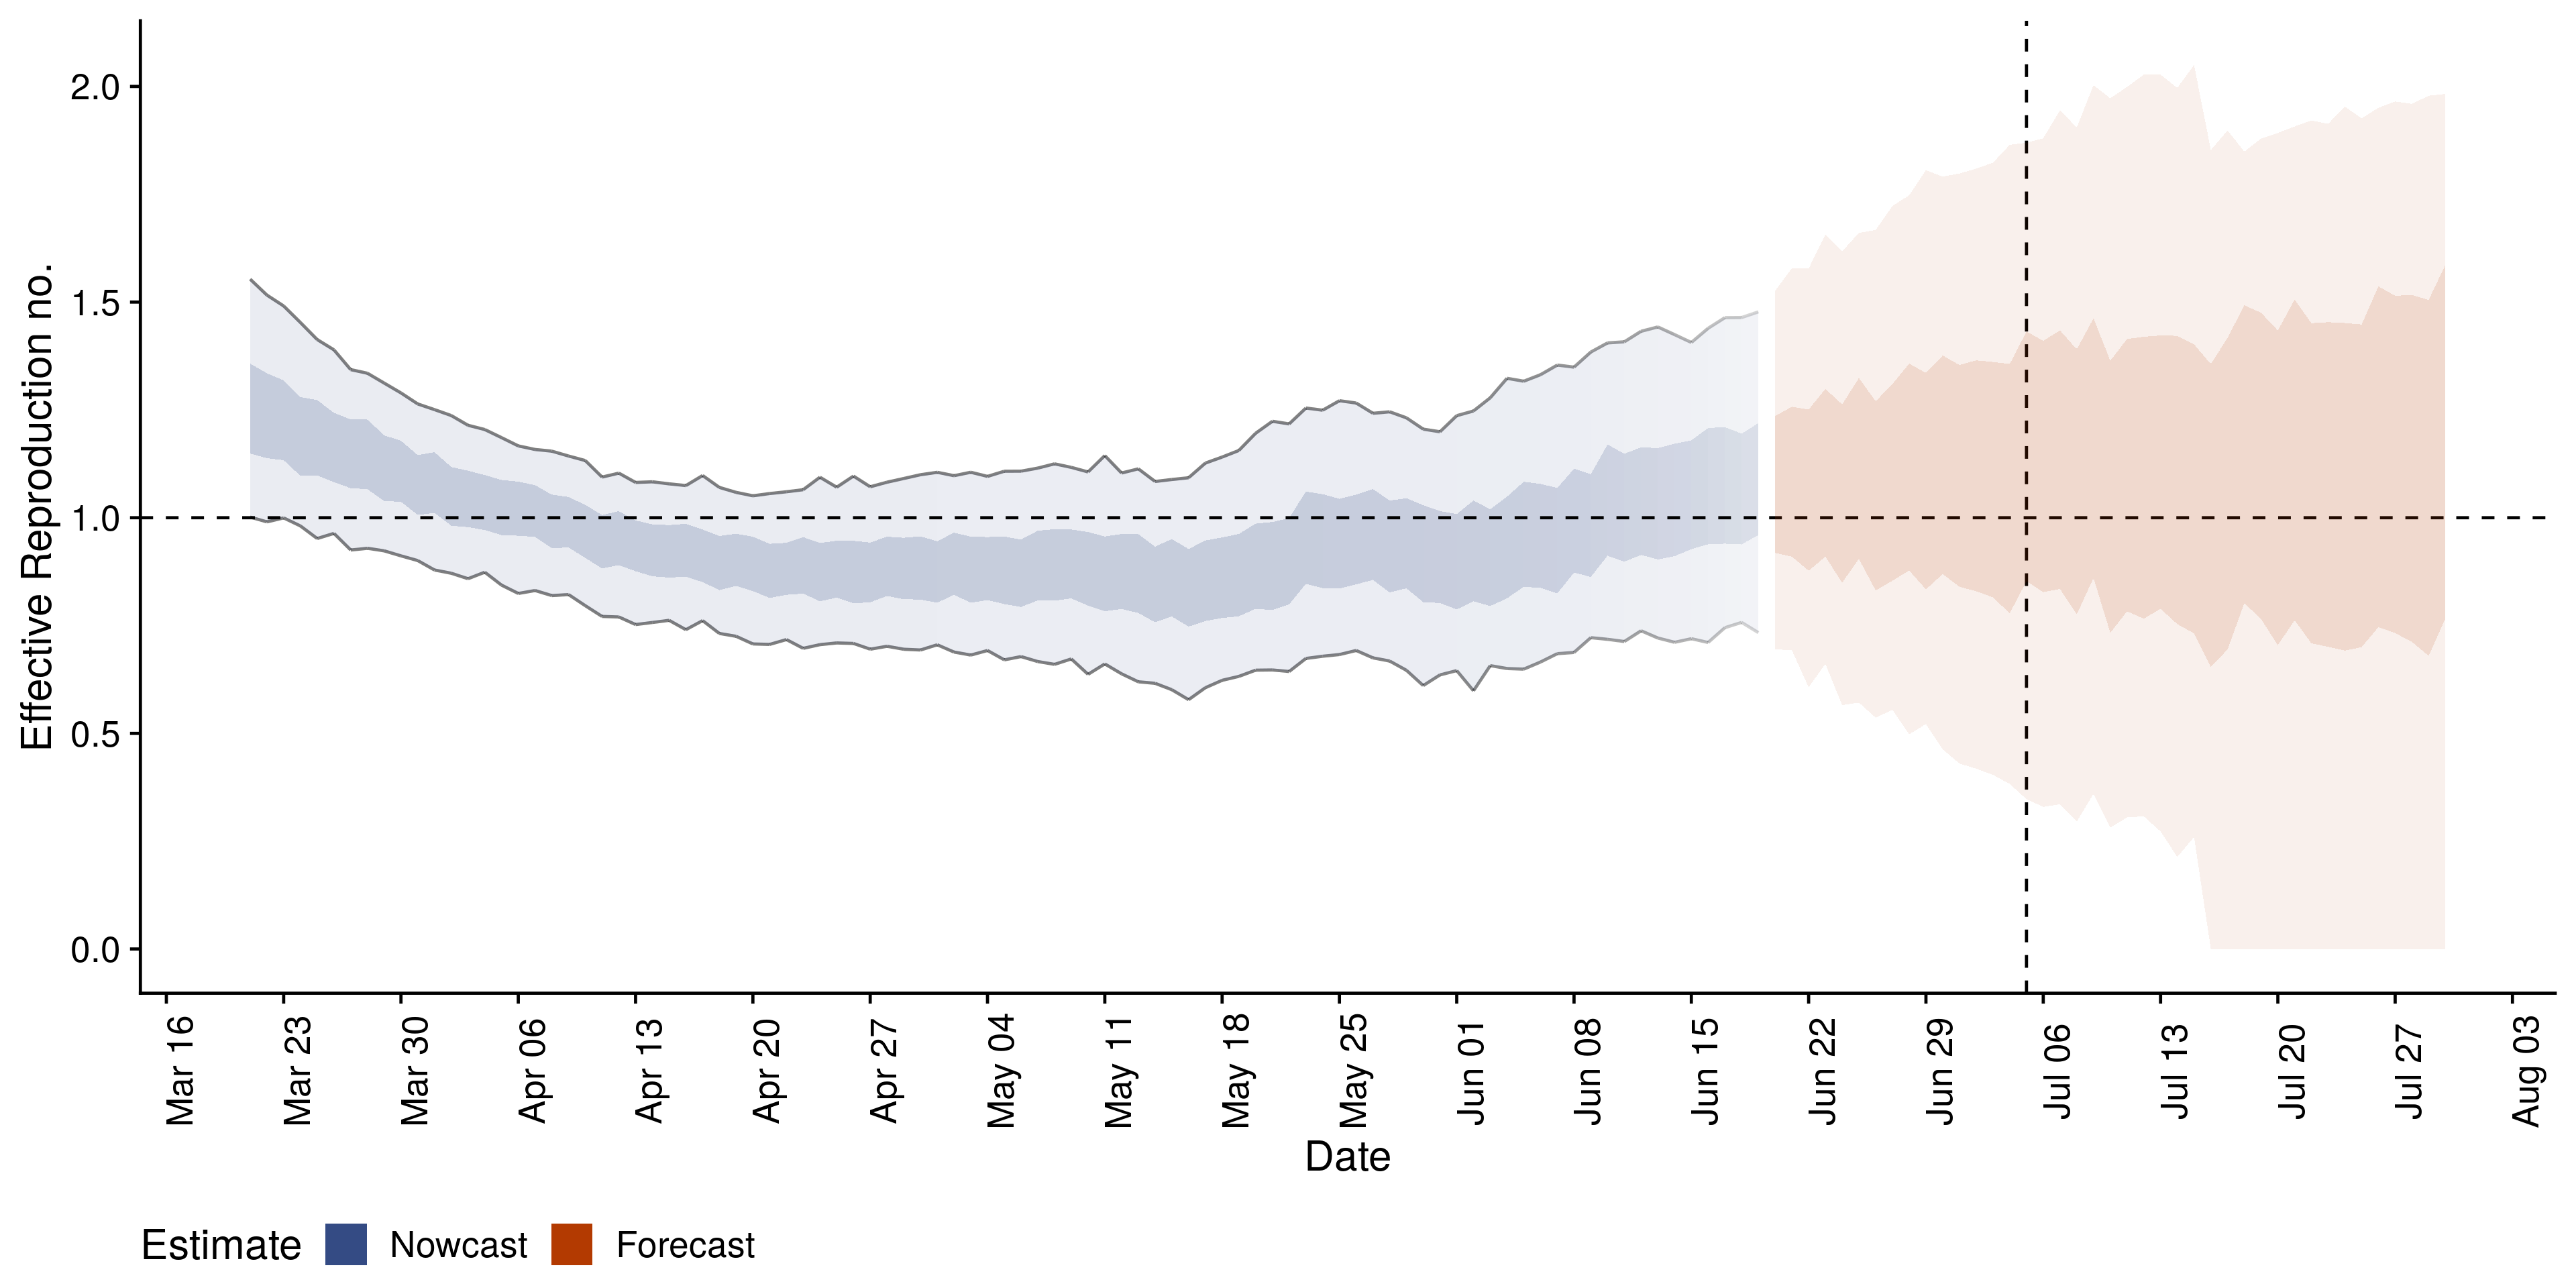 Effective Reproduction no.
2.0
1.5
1.0
0.5
0.0
Mar 16
Mar 23
Mar 30
Apr 06
Apr 13
Apr 20
Apr 27
May 04
May 11
May 18
May 25
Jun 01
Jun 08
Jun 15
Jun 22
Jun 29
Jul 06
Jul 13
Jul 20
Jul 27
Aug 03
Date
Estimate Nowcast Forecast